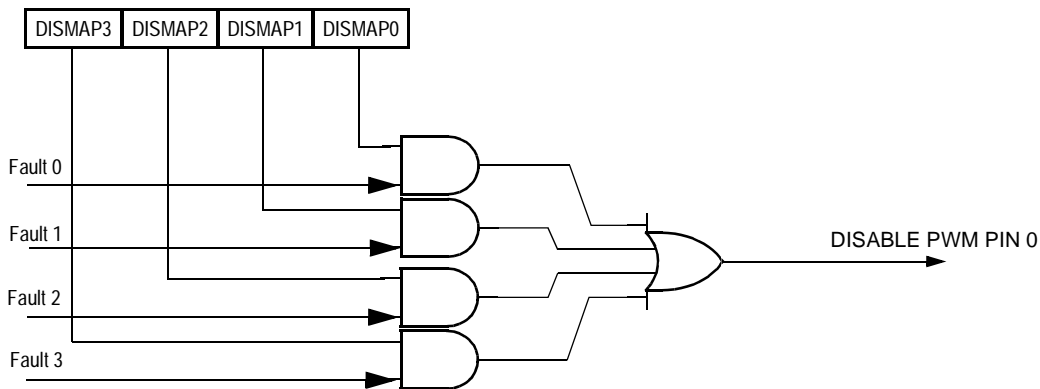 DISMAP3 DISMAP2 DISMAP1 DISMAP0
Fault 0
Fault 1
DISABLE PWM PIN 0
Fault 2
Fault 3